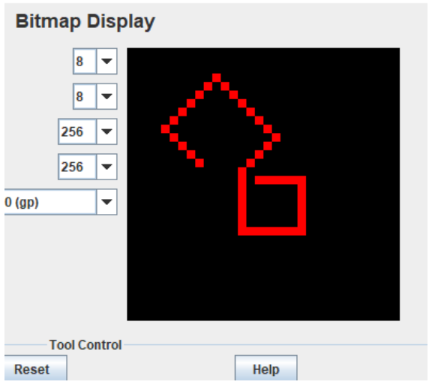 Bitmap Display
8
8
256
256
0 (gp)
Tool Control
Reset
Help